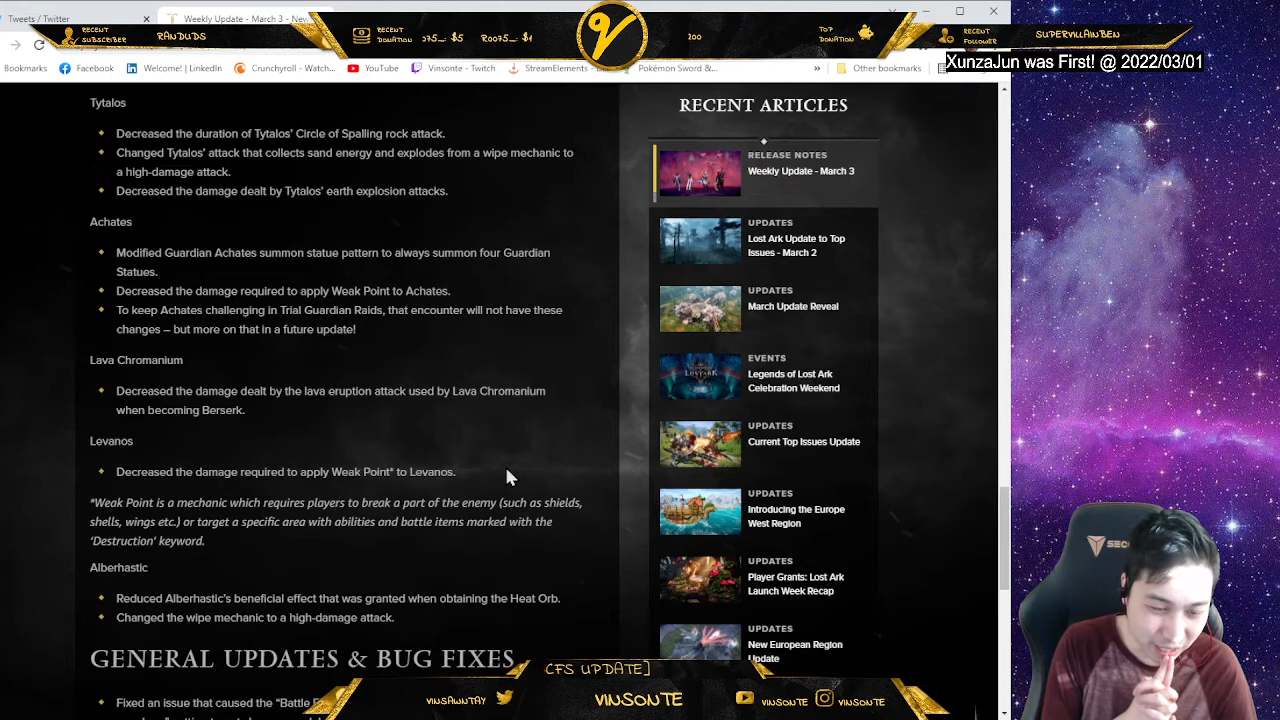 Tweets / Twitter
Weekly Update - March 3 - New
RECENT SUBSCRIBER
RANDUDS
RECENT DONATION
$5
$1
200
TOP DONATION
RECENT FOLLOWER
SUPERVILLAINBEN
XunzaJun was First! @ 2022/03/01
Bookmarks
Facebook
Welcome! | LinkedIn
Crunchyroll - Watch...
YouTube
Vinsonte - Twitch
StreamElements -
Pokémon Sword &...
»
Other bookmarks
Tytalos
Decreased the duration of Tytalos' Circle of Spalling rock attack.
Changed Tytalos' attack that collects sand energy and explodes from a wipe mechanic to
a high-damage attack.
Decreased the damage dealt by Tytalos' earth explosion attacks.
Achates
Modified Guardian Achates summon statue pattern to always summon four Guardian
Statues.
Decreased the damage required to apply Weak Point to Achates.
To keep Achates challenging in Trial Guardian Raids, that encounter will not have these
changes – but more on that in a future update!
Lava Chromanium
Decreased the damage dealt by the lava eruption attack used by Lava Chromanium
when becoming Berserk.
Levanos
Decreased the damage required to apply Weak Point* to Levanos.
*Weak Point is a mechanic which requires players to break a part of the enemy (such as shields,
shells, wings etc.) or target a specific area with abilities and battle items marked with the
'Destruction' keyword.
Alberhastic
Reduced Alberhastic's beneficial effect that was granted when obtaining the Heat Orb.
Changed the wipe mechanic to a high-damage attack.
GENERAL UPDATES & BUG FIXES
Fixed an issue that caused the "Battle
RECENT ARTICLES
RELEASE NOTES
Weekly Update - March 3
UPDATES
Lost Ark Update to Top
Issues - March 2
UPDATES
March Update Reveal
EVENTS
Legends of Lost Ark
Celebration Weekend
UPDATES
Current Top Issues Update
UPDATES
Introducing the Europe
West Region
UPDATES
Player Grants: Lost Ark
Launch Week Recap
UPDATES
New European Region
Update
CFS UPDATE]
VINSAWNTAY
VINSONTE
VINSONTE
VINSONTE